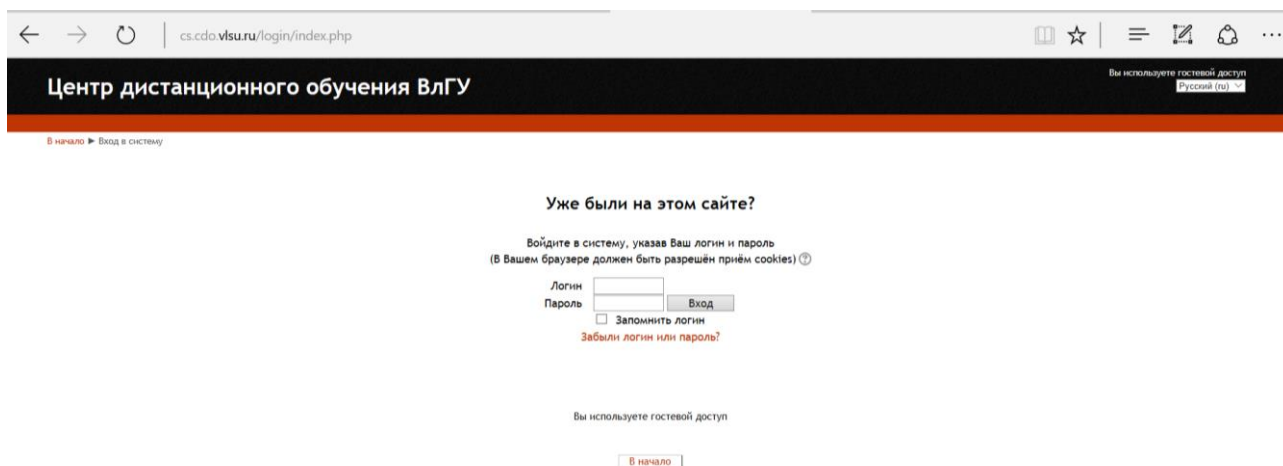 cs.cdo.vlsu.ru/login/index.php
Вы используете гостевой доступ
Центр дистанционного обучения ВлГУ
Русский (ru)
В начало ► Вход в систему
Уже были на этом сайте?
Войдите в систему, указав Ваш логин и пароль
(В Вашем браузере должен быть разрешён приём cookies) ?
Логин
Пароль Вход
Запомнить логин
Забыли логин или пароль?
Вы используете гостевой доступ
В начало